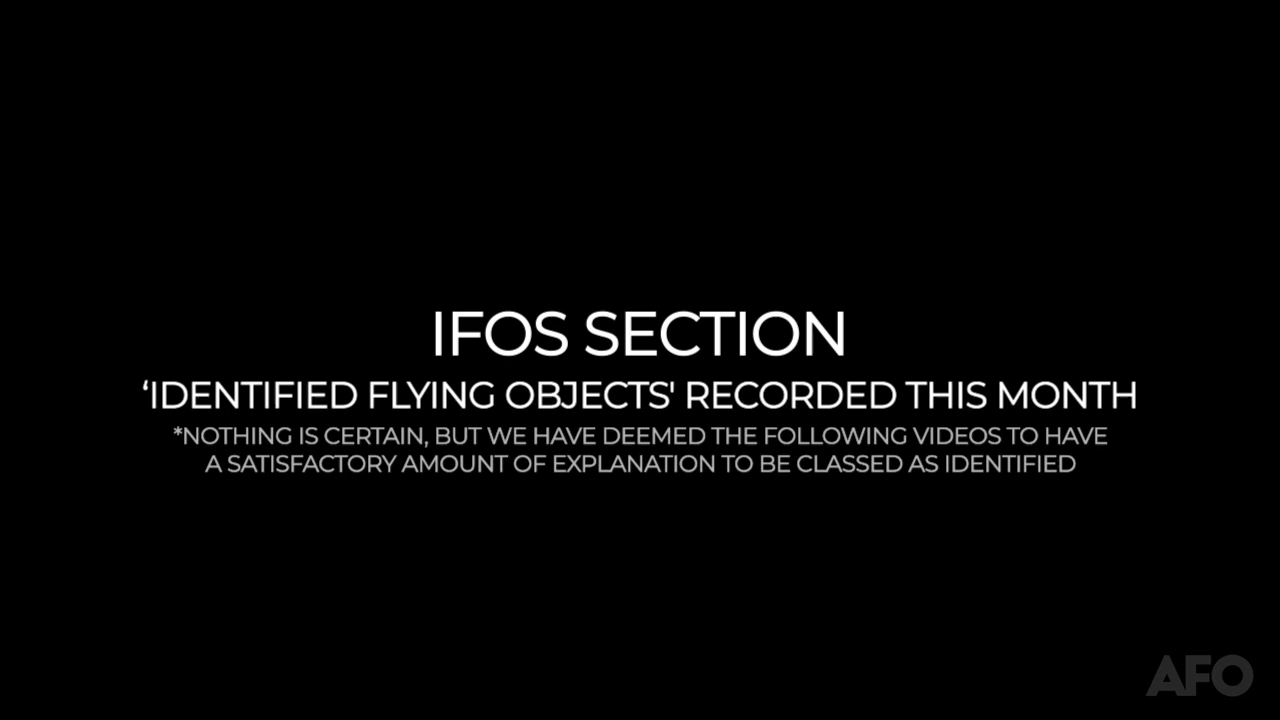 IFOS SECTION
‘IDENTIFIED FLYING OBJECTS' RECORDED THIS MONTH
*NOTHING IS CERTAIN, BUT WE HAVE DEEMED THE FOLLOWING VIDEOS TO HAVE
A SATISFACTORY AMOUNT OF EXPLANATION TO BE CLASSED AS IDENTIFIED
AFO